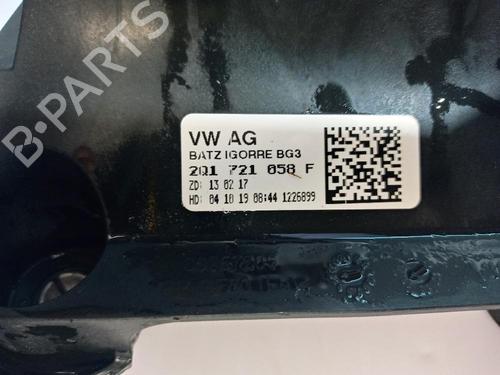 B-PARTS
VW AG
BATZ IGORRE BG3
2Q1 721 058 F
ZD: 13 02 17
HD: 04 10 19 08:44 1226899